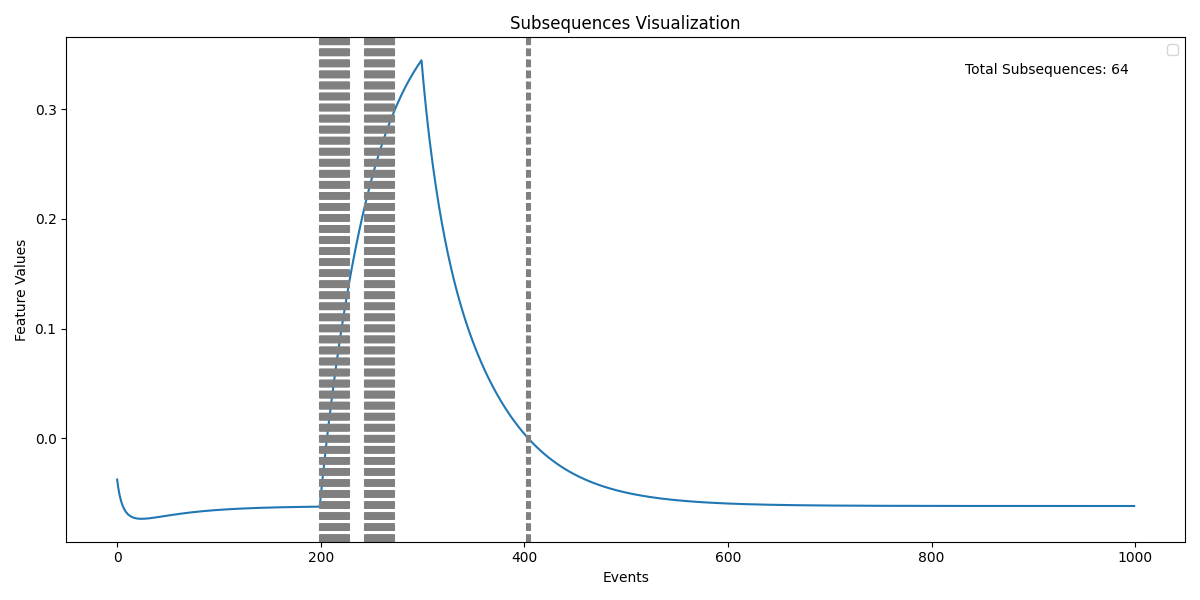 Subsequences Visualization
Total Subsequences: 64
Feature Values
0.3
0.2
0.1
0.0
0
200
400
600
800
1000
Events